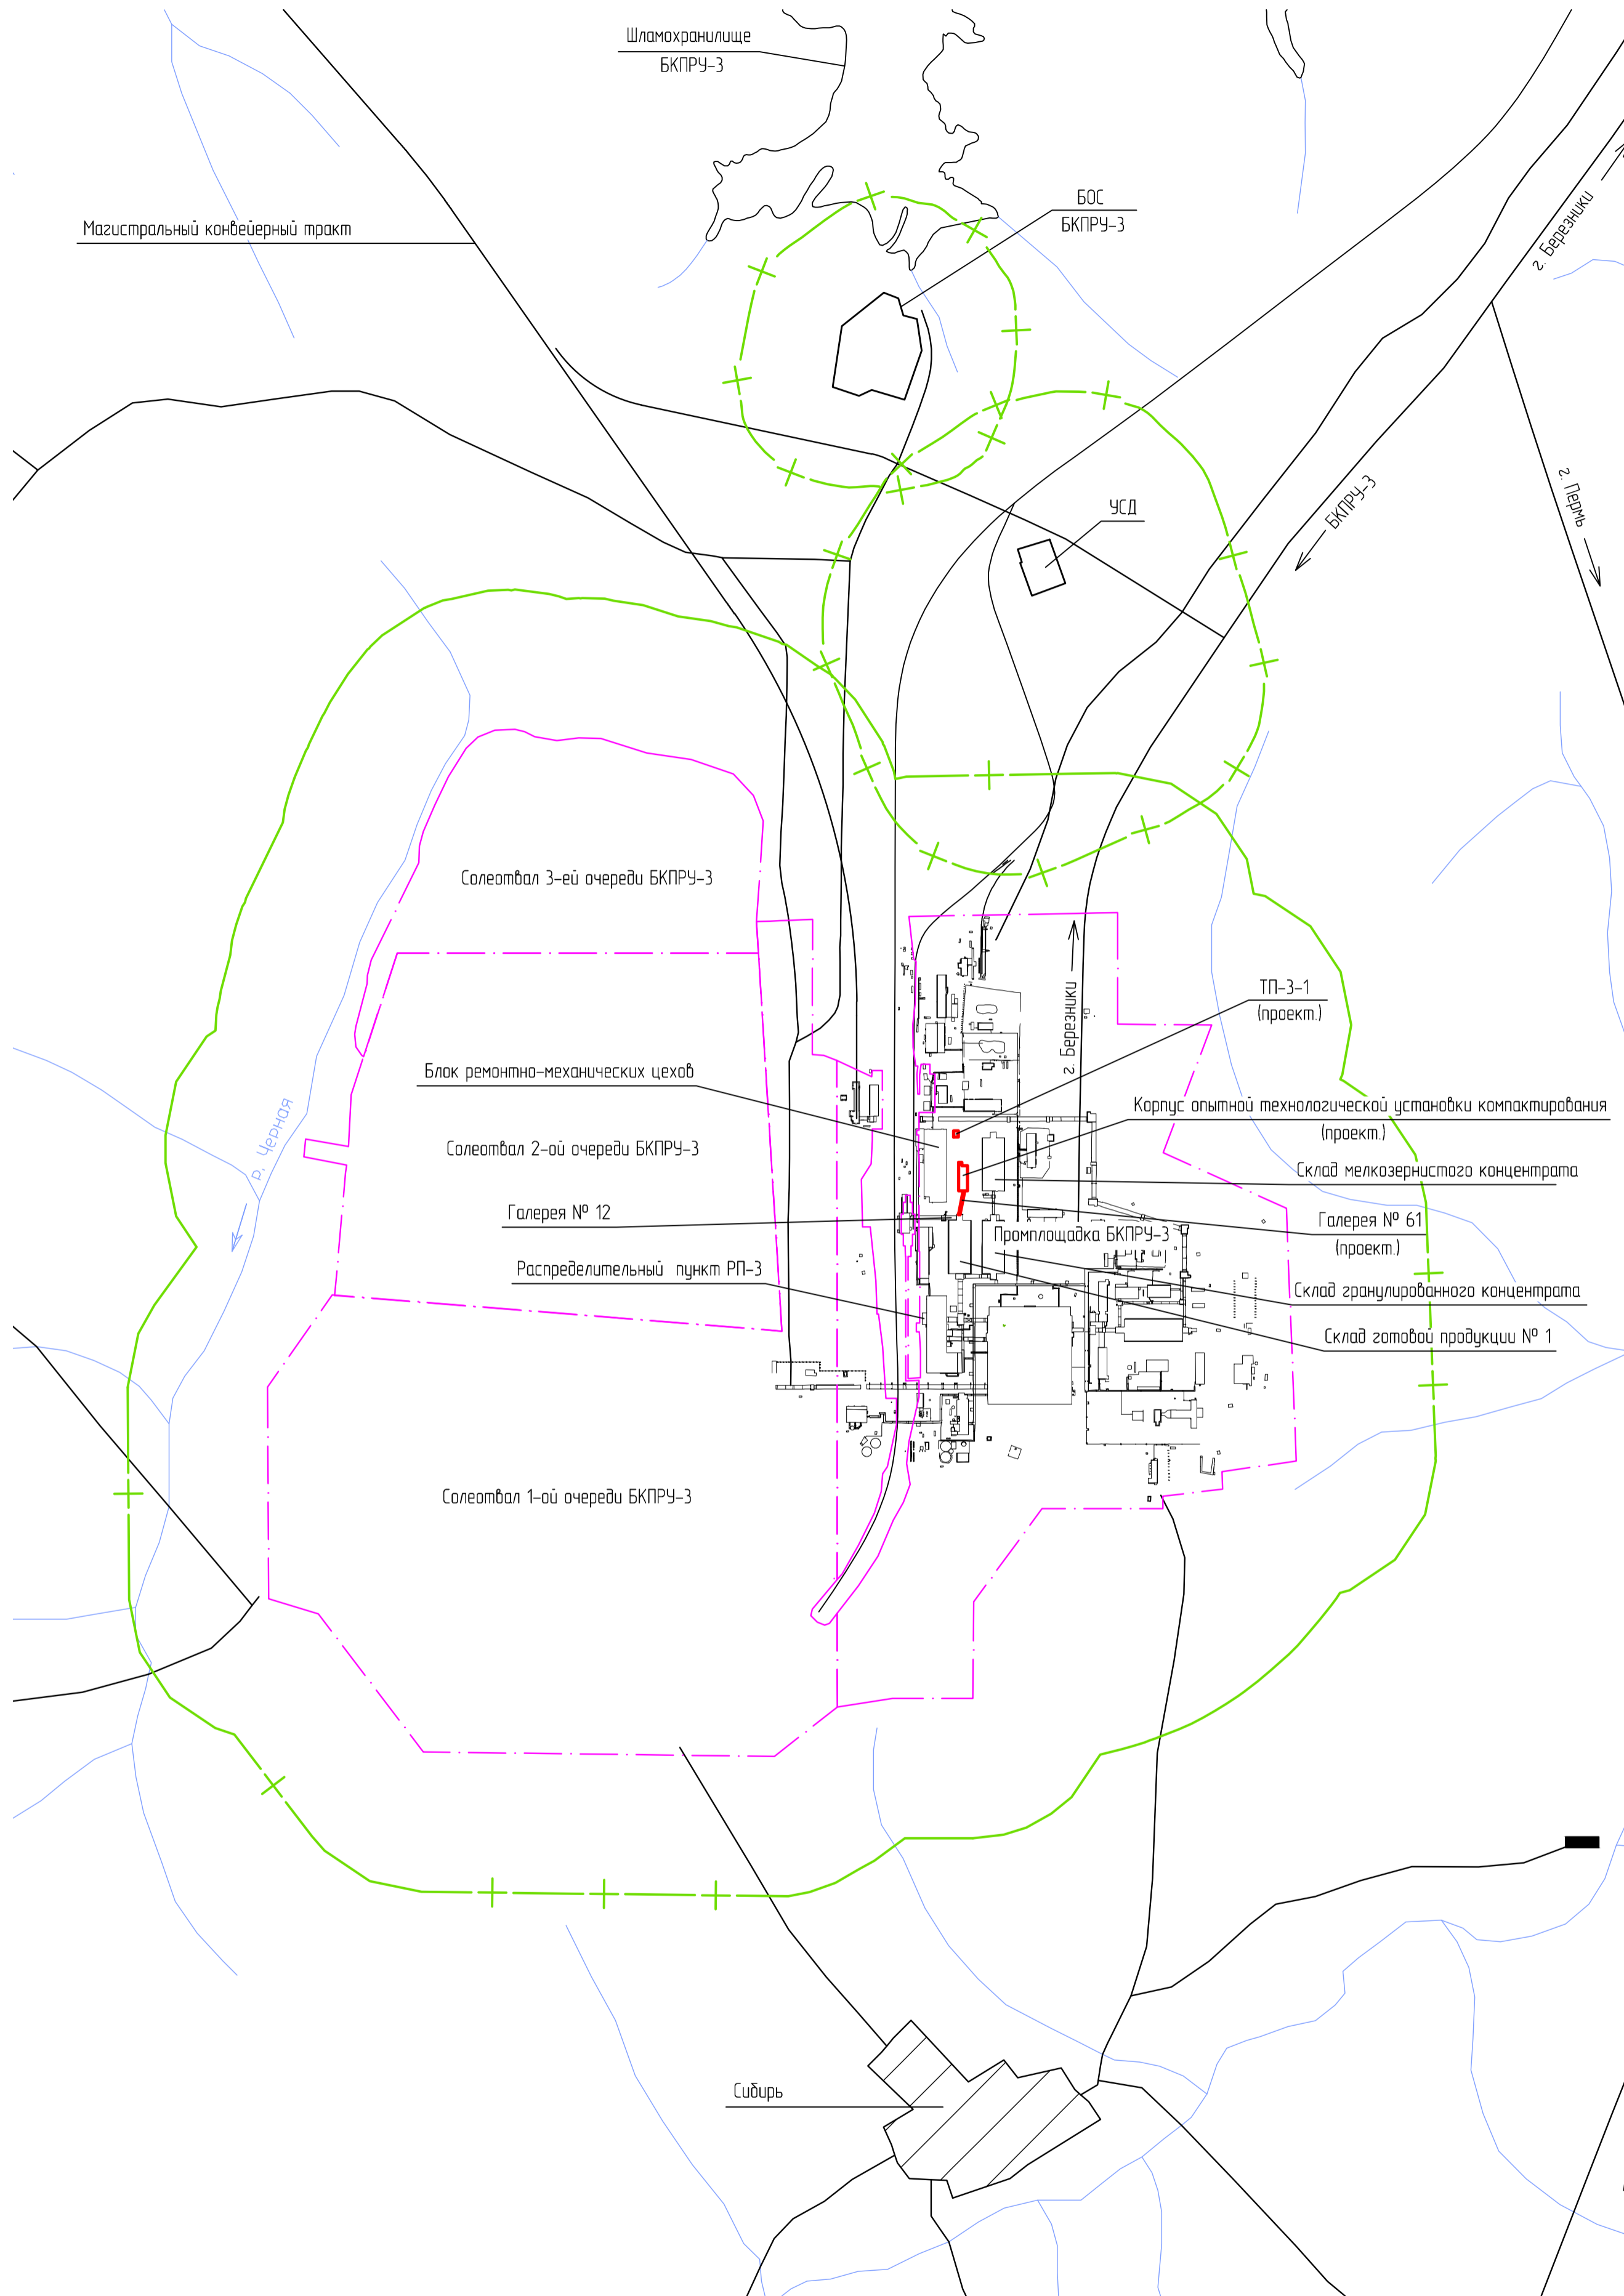 Шламохранилище
БКПРУ-3
БОС
БКПРУ-3
Магистральный конвейерный тракт
г. Березники
УСД
БКПРУ-3
г. Пермь
Солеотвал 3-ей очереди БКПРУ-3
ТП-3-1
(проект.)
г. Березники
Блок ремонтно-механических цехов
Корпус опытной технологической установки компактирования
(проект.)
р. Черная
Солеотвал 2-ой очереди БКПРУ-3
Склад мелкозернистого концентрата
Галерея № 12
Галерея № 61
(проект.)
Промплощадка БКПРУ-3
Распределительный пункт РП-3
Склад гранулированного концентрата
Склад готовой продукции № 1
Солеотвал 1-ой очереди БКПРУ-3
Сибирь